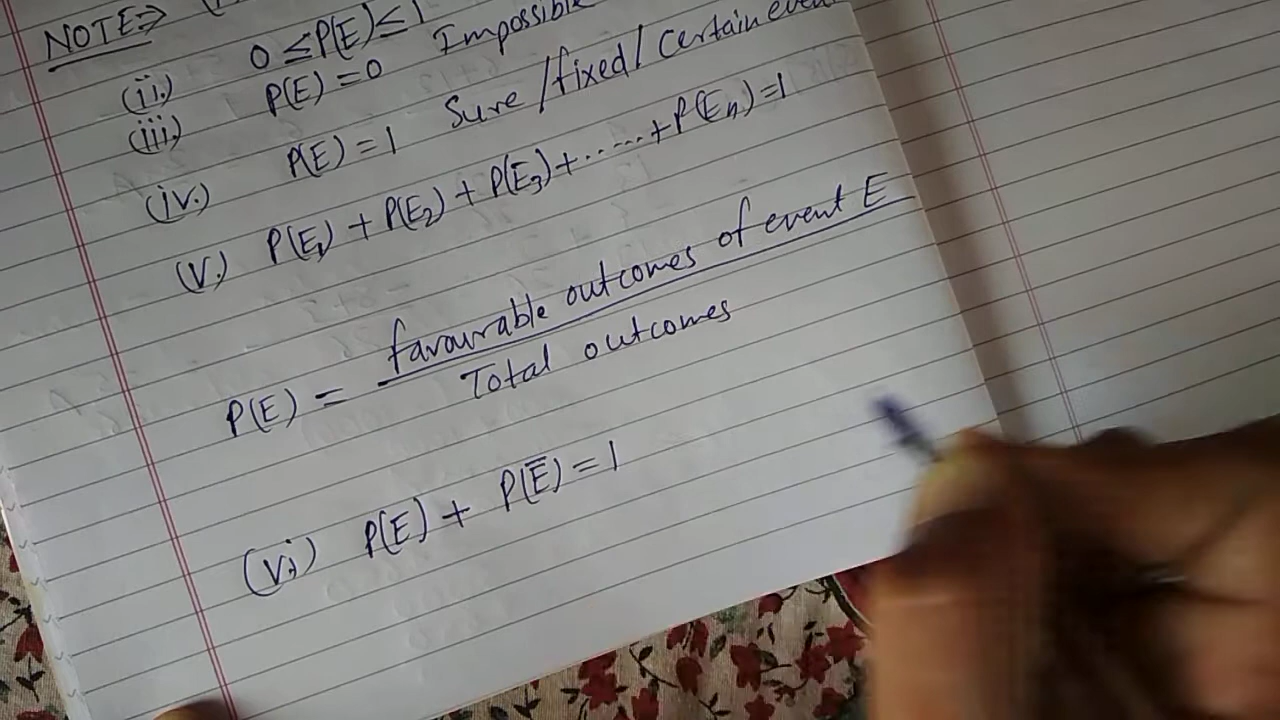 NOTE:⇒
(ii.) 0 ≤ P(E) ≤ 1
(iii.) P(E) = 0 Impossible
(iv.) P(E) = 1 Sure / fixed / Certain
(V.) P(E₁) + P(E₂) + P(E₃) + ...... + P(Eₙ) = 1
favourable outcomes of event E
P(E) = Total outcomes
(Vi) P(E) + P(E̅) = 1